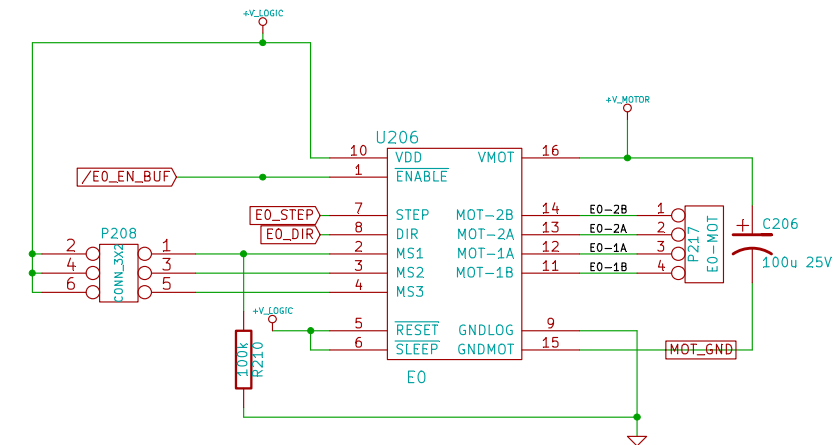 +V_LOGIC
+V_MOTOR
U206
10 VDD VMOT 16
/E0_EN_BUF 1 ENABLE
E0_STEP 7 STEP MOT-2B 14 E0-2B 1
E0_DIR 8 DIR MOT-2A 13 E0-2A 2
P208
2 1 2 MS1 MOT-1A 12 E0-1A 3
4 3 3 MS2 MOT-1B 11 E0-1B 4
6 5 4 MS3
CONN_3X2
P217
E0-MOT
+ C206
100u 25V
+V_LOGIC
5 RESET GNDLOG 9
6 SLEEP GNDMOT 15 MOT_GND
100k
R210
E0